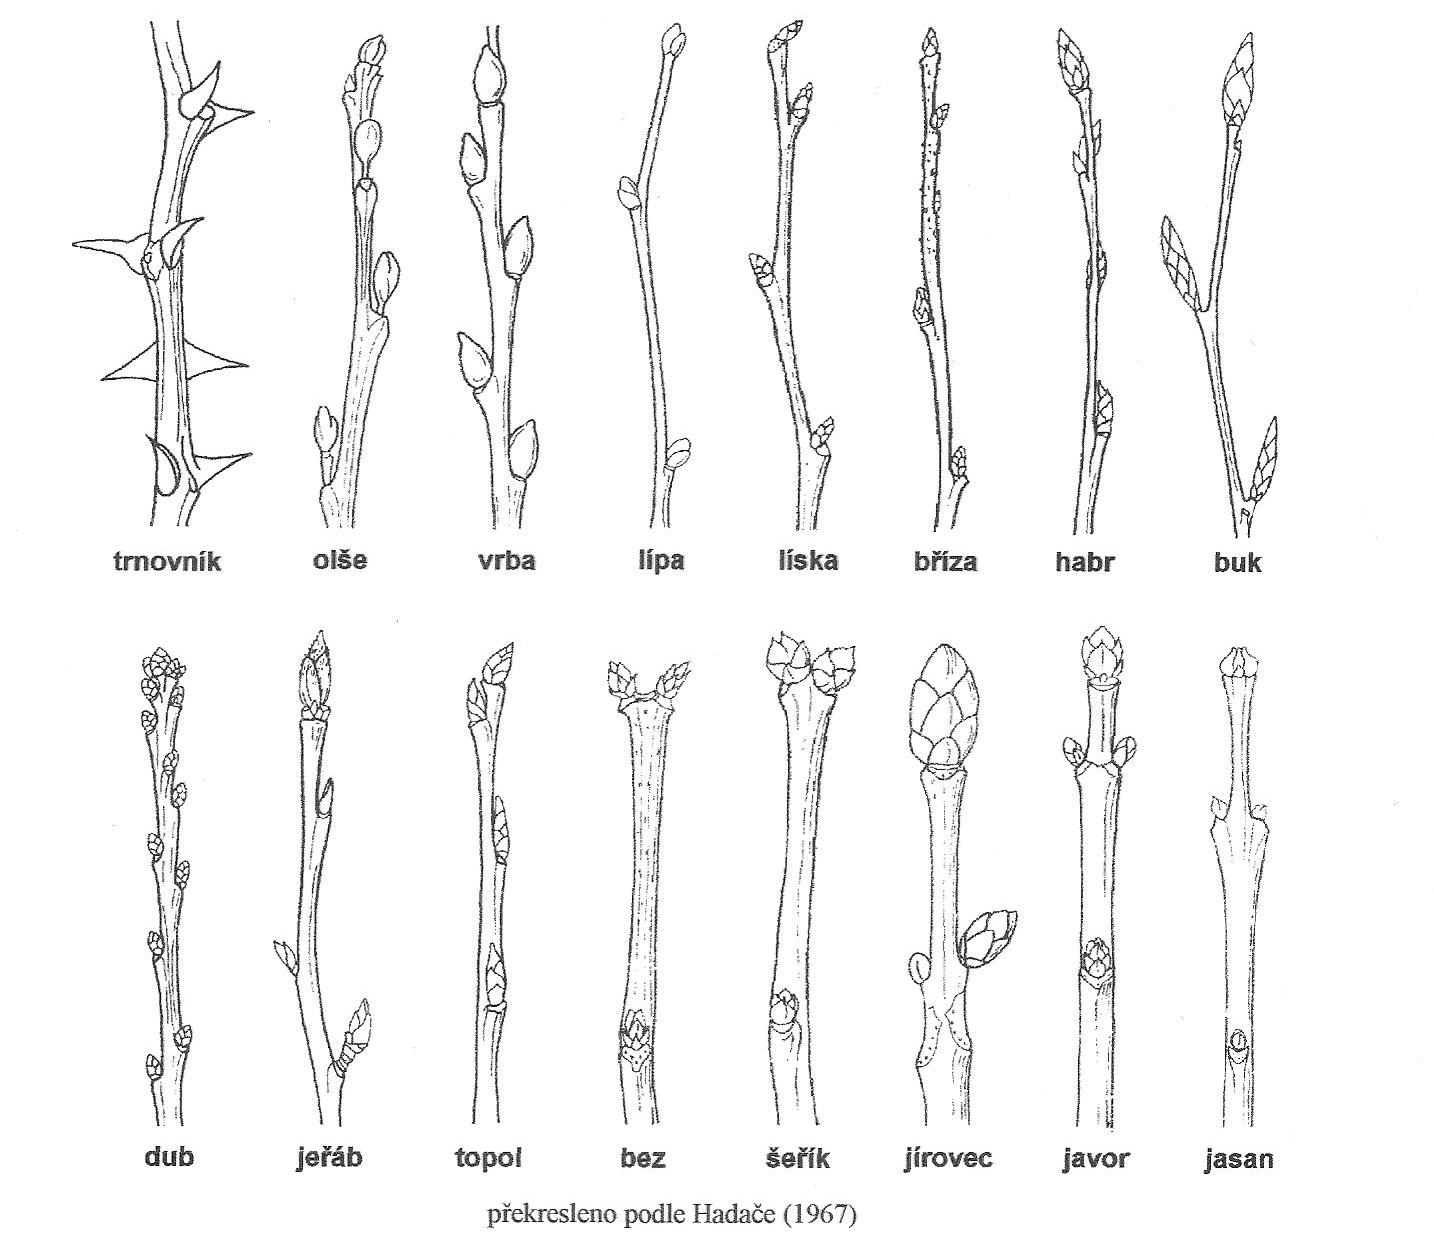 trnovník olše vrba lípa líska bříza habr buk
dub jeřáb topol bez šeřík jírovec javor jasan
překresleno podle Hadače (1967)